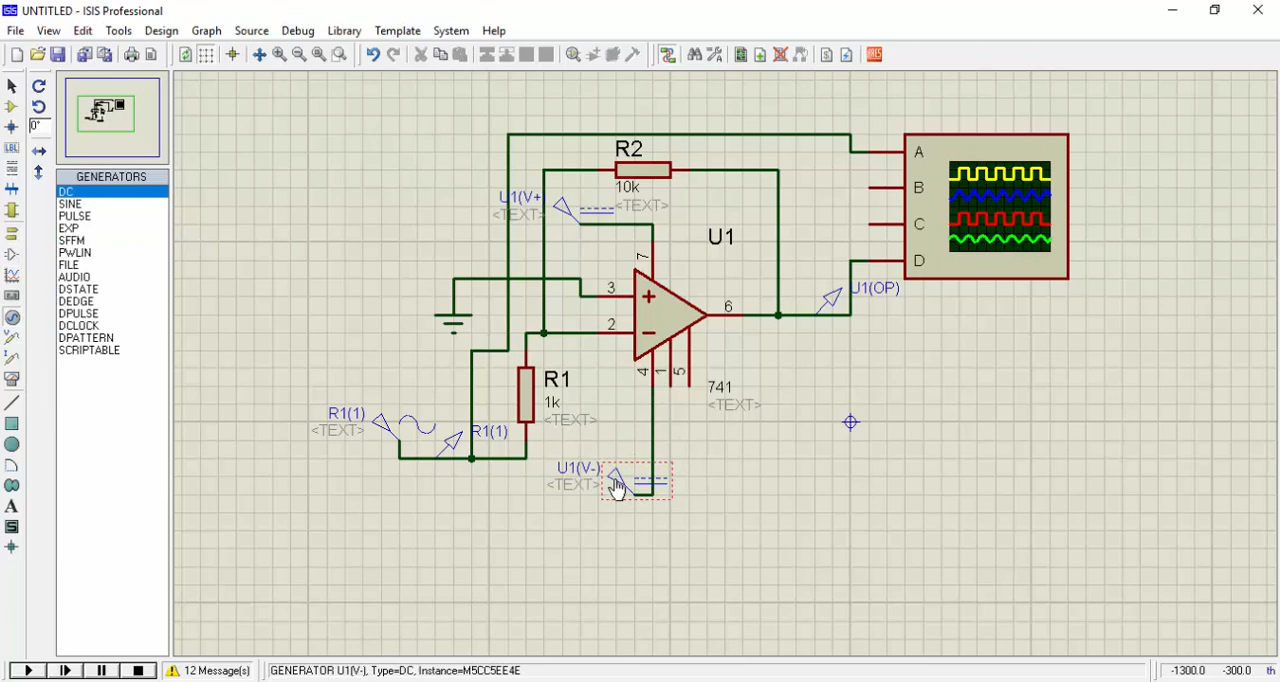 UNTITLED - ISIS Professional
File View Edit Tools Design Graph Source Debug Library Template System Help
0°
LBL
GENERATORS
DC
SINE
PULSE
EXP
SFFM
PWLIN
FILE
AUDIO
DSTATE
DEDGE
DPULSE
DCLOCK
DPATTERN
SCRIPTABLE
R2
10k
<TEXT>
U1(V+
<TEXT>
U1
7
3
2
6
4
1
5
741
<TEXT>
R1
1k
<TEXT>
R1(1)
<TEXT>
R1(1)
U1(V-)
<TEXT>
U1(OP)
A
B
C
D
12 Message(s)
GENERATOR U1(V-), Type=DC, Instance=M5CC5EE4E
-1300.0 -300.0 th